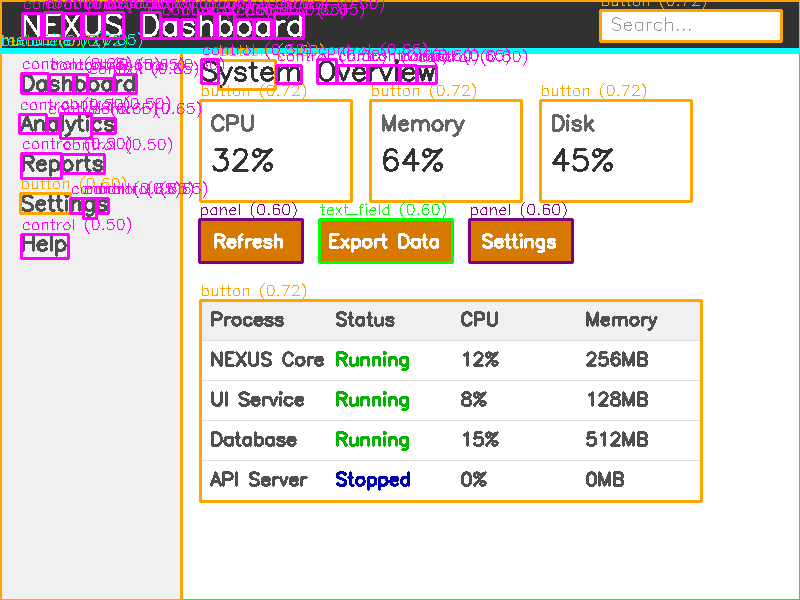 button (0.72)
NEXUS Dashboard
Search...
control (0.65)
System Overview
button (0.72) button (0.72) button (0.72)
Dashboard
control (0.50)
Analytics
CPU Memory Disk
control (0.50)
Reports
32% 64% 45%
button (0.60)
Settings
panel (0.60) text_field (0.60) panel (0.60)
control (0.50)
Help
Refresh Export Data Settings
button (0.72)
Process Status CPU Memory
NEXUS Core Running 12% 256MB
UI Service Running 8% 128MB
Database Running 15% 512MB
API Server Stopped 0% 0MB